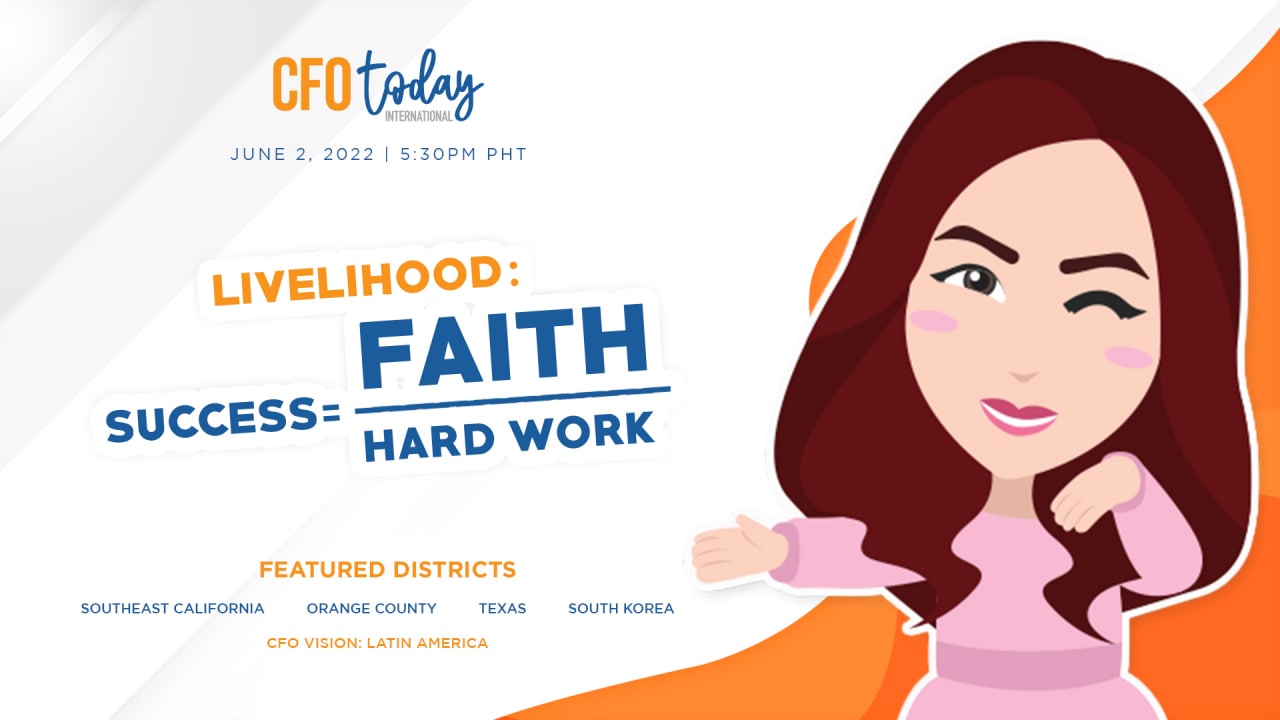 CFO today
INTERNATIONAL
JUNE 2, 2022 | 5:30PM PHT
LIVELIHOOD:
SUCCESS=
FAITH
HARD WORK
FEATURED DISTRICTS
SOUTHEAST CALIFORNIA ORANGE COUNTY TEXAS SOUTH KOREA
CFO VISION: LATIN AMERICA